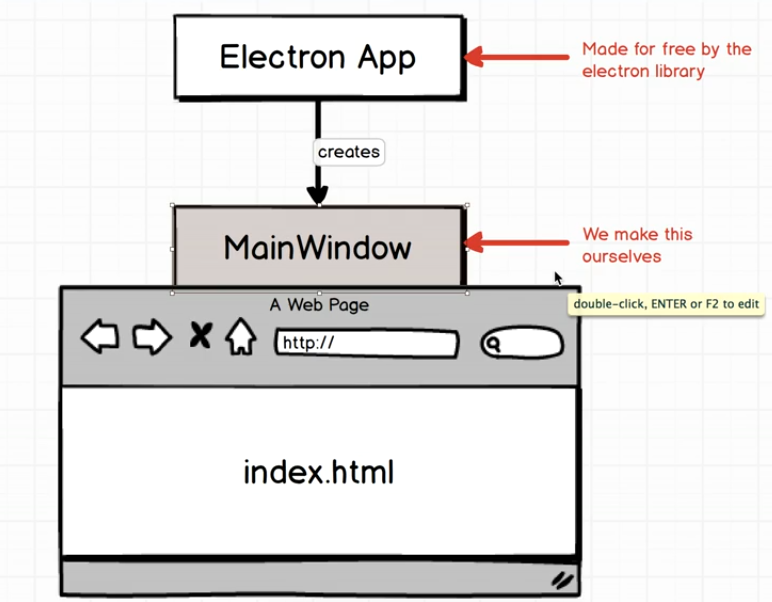 Electron App
Made for free by the
electron library
creates
MainWindow
We make this
ourselves
double-click, ENTER or F2 to edit
A Web Page
http://
index.html